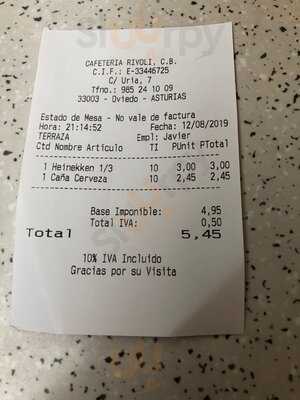 CAFETERIA RIVOLI, C.B.
C.I.F.: E-33446725
C/ Uria, 7
Tfno.: 985 24 10 09
33003 - Oviedo - ASTURIAS
Estado de Mesa - No vale de factura
Hora: 21:14:52 Fecha: 12/08/2019
TERRAZA Empl: Javier
Ctd Nombre Artículo TI PUnit PTotal
1 Heinekken 1/3 10 3,00 3,00
1 Caña Cerveza 10 2,45 2,45
Base Imponible: 4,95
Total IVA: 0,50
Total 5,45
10% IVA Incluido
Gracias por su Visita